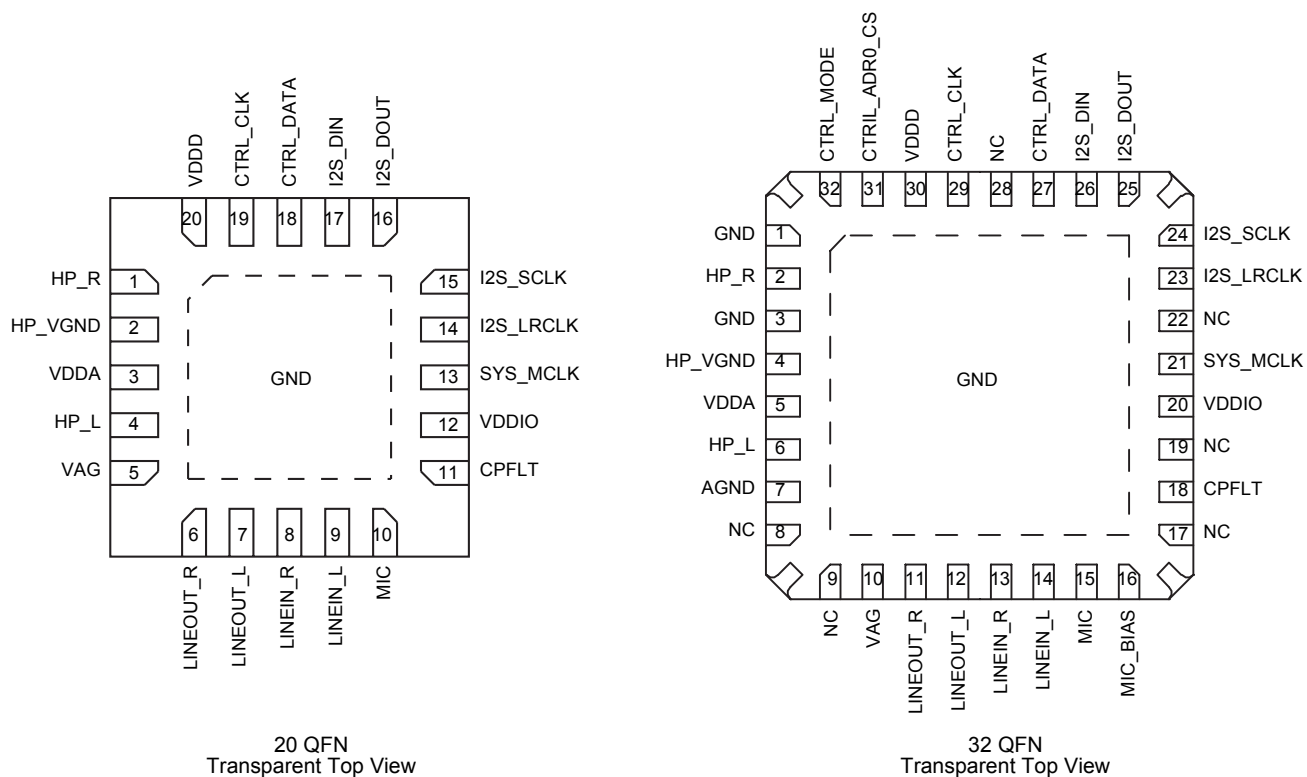 VDDD
CTRL_CLK
CTRL_DATA
I2S_DIN
I2S_DOUT
20
19
18
17
16
HP_R 1
HP_VGND 2
VDDA 3
HP_L 4
VAG 5
GND
15 I2S_SCLK
14 I2S_LRCLK
13 SYS_MCLK
12 VDDIO
11 CPFLT
6
7
8
9
10
LINEOUT_R
LINEOUT_L
LINEIN_R
LINEIN_L
MIC
20 QFN
Transparent Top View
CTRL_MODE
CTRIL_ADR0_CS
VDDD
CTRL_CLK
NC
CTRL_DATA
I2S_DIN
I2S_DOUT
32
31
30
29
28
27
26
25
GND 1
HP_R 2
GND 3
HP_VGND 4
VDDA 5
HP_L 6
AGND 7
NC 8
GND
24 I2S_SCLK
23 I2S_LRCLK
22 NC
21 SYS_MCLK
20 VDDIO
19 NC
18 CPFLT
17 NC
9
10
11
12
13
14
15
16
NC
VAG
LINEOUT_R
LINEOUT_L
LINEIN_R
LINEIN_L
MIC
MIC_BIAS
32 QFN
Transparent Top View